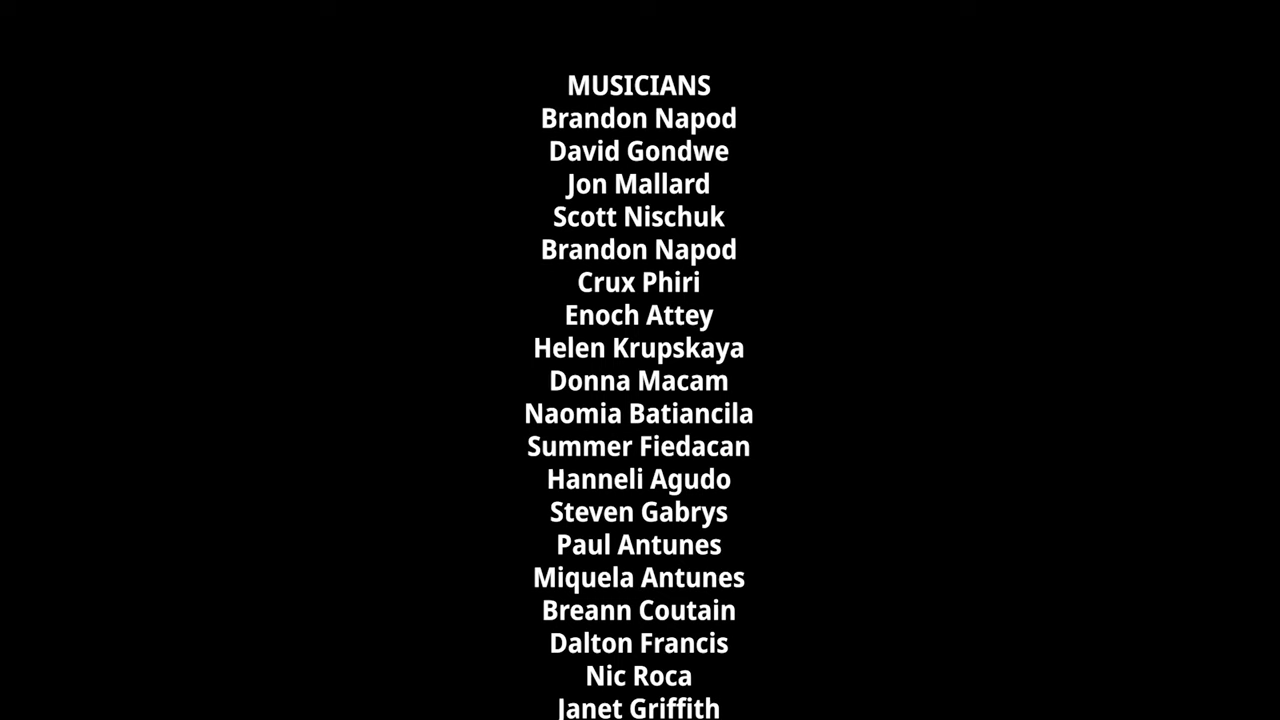 MUSICIANS
Brandon Napod
David Gondwe
Jon Mallard
Scott Nischuk
Brandon Napod
Crux Phiri
Enoch Attey
Helen Krupskaya
Donna Macam
Naomia Batiancila
Summer Fiedacan
Hanneli Agudo
Steven Gabrys
Paul Antunes
Miquela Antunes
Breann Coutain
Dalton Francis
Nic Roca
Janet Griffith